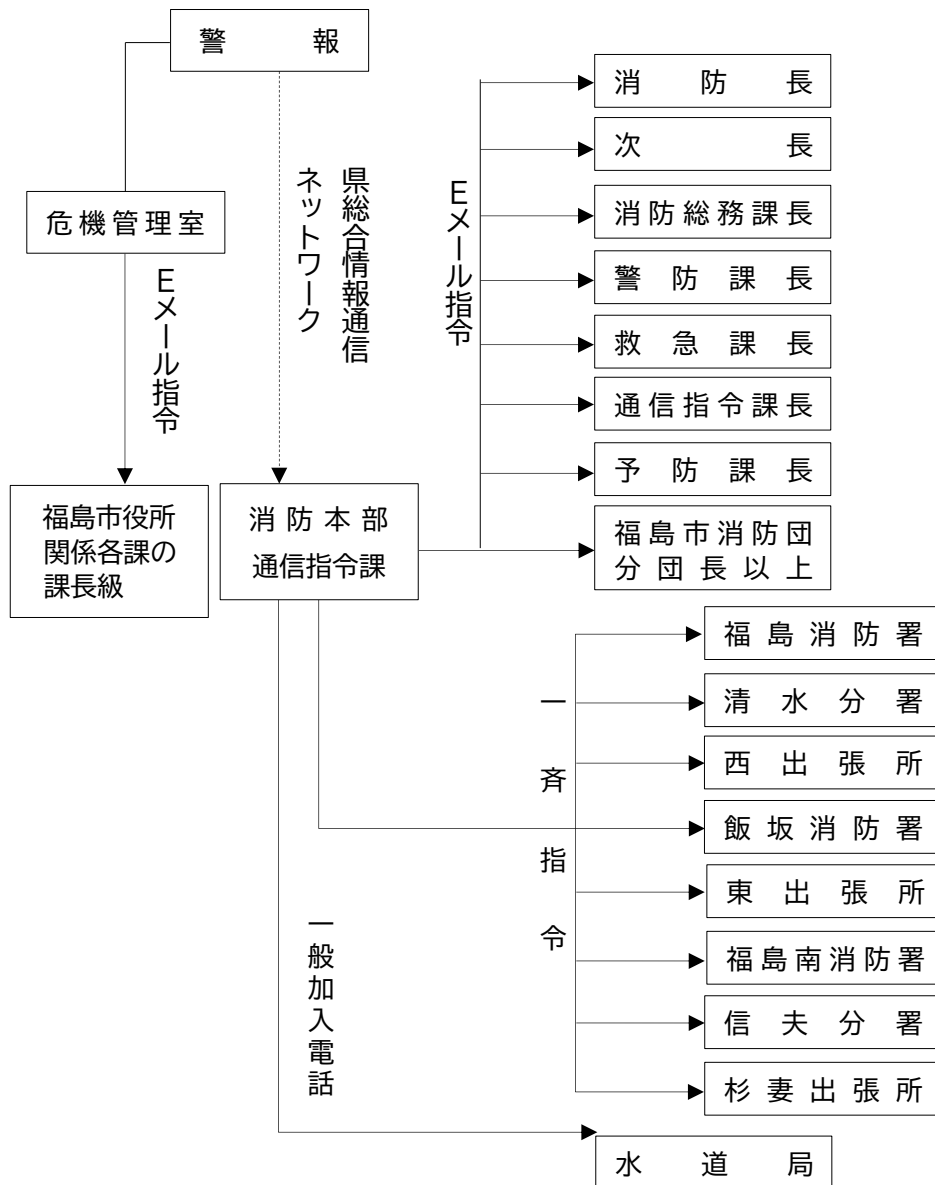 警報
危機管理室
Eメール指令
福島市役所
関係各課の
課長級
県総合情報通信
ネットワーク
消防本部
通信指令課
Eメール指令
消防長
次長
消防総務課長
警防課長
救急課長
通信指令課長
予防課長
福島市消防団
分団長以上
一斉指令
福島消防署
清水分署
西出張所
飯坂消防署
東出張所
福島南消防署
信夫分署
杉妻出張所
一般加入電話
水道局